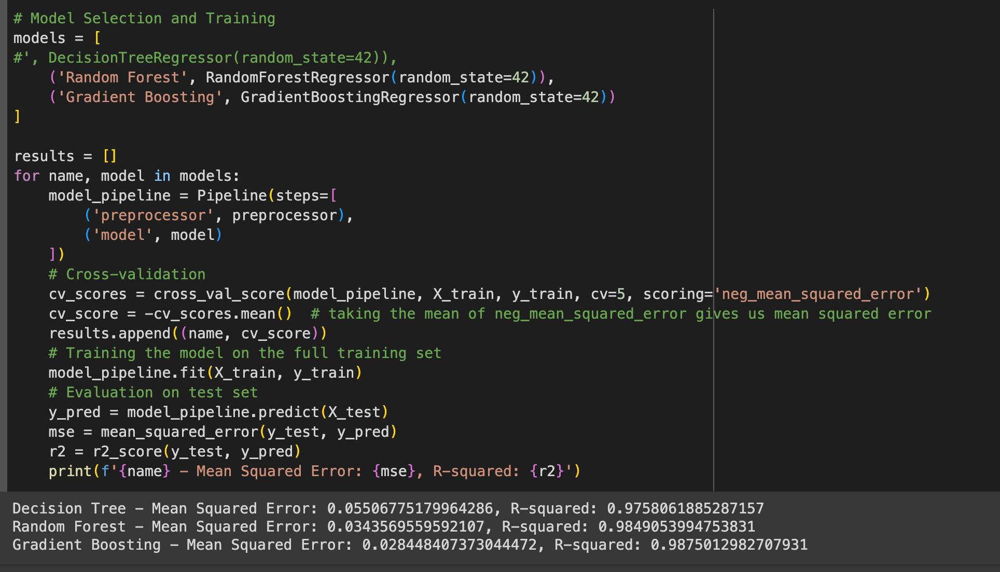 # Model Selection and Training
models = [
#', DecisionTreeRegressor(random_state=42)),
    ('Random Forest', RandomForestRegressor(random_state=42)),
    ('Gradient Boosting', GradientBoostingRegressor(random_state=42))
]

results = []
for name, model in models:
    model_pipeline = Pipeline(steps=[
        ('preprocessor', preprocessor),
        ('model', model)
    ])
    # Cross-validation
    cv_scores = cross_val_score(model_pipeline, X_train, y_train, cv=5, scoring='neg_mean_squared_error')
    cv_score = -cv_scores.mean()  # taking the mean of neg_mean_squared_error gives us mean squared error
    results.append((name, cv_score))
    # Training the model on the full training set
    model_pipeline.fit(X_train, y_train)
    # Evaluation on test set
    y_pred = model_pipeline.predict(X_test)
    mse = mean_squared_error(y_test, y_pred)
    r2 = r2_score(y_test, y_pred)
    print(f'{name} - Mean Squared Error: {mse}, R-squared: {r2}')
Decision Tree - Mean Squared Error: 0.05506775179964286, R-squared: 0.9758061885287157
Random Forest - Mean Squared Error: 0.0343569559592107, R-squared: 0.9849053994753831
Gradient Boosting - Mean Squared Error: 0.028448407373044472, R-squared: 0.9875012982707931